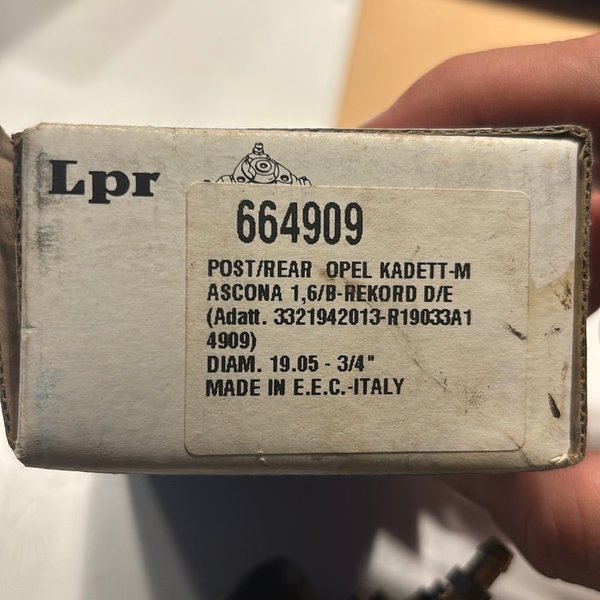 Lpr
664909
POST/REAR OPEL KADETT-M
ASCONA 1,6/B-REKORD D/E
(Adatt. 3321942013-R19033A1
4909)
DIAM. 19.05 - 3/4"
MADE IN E.E.C.-ITALY